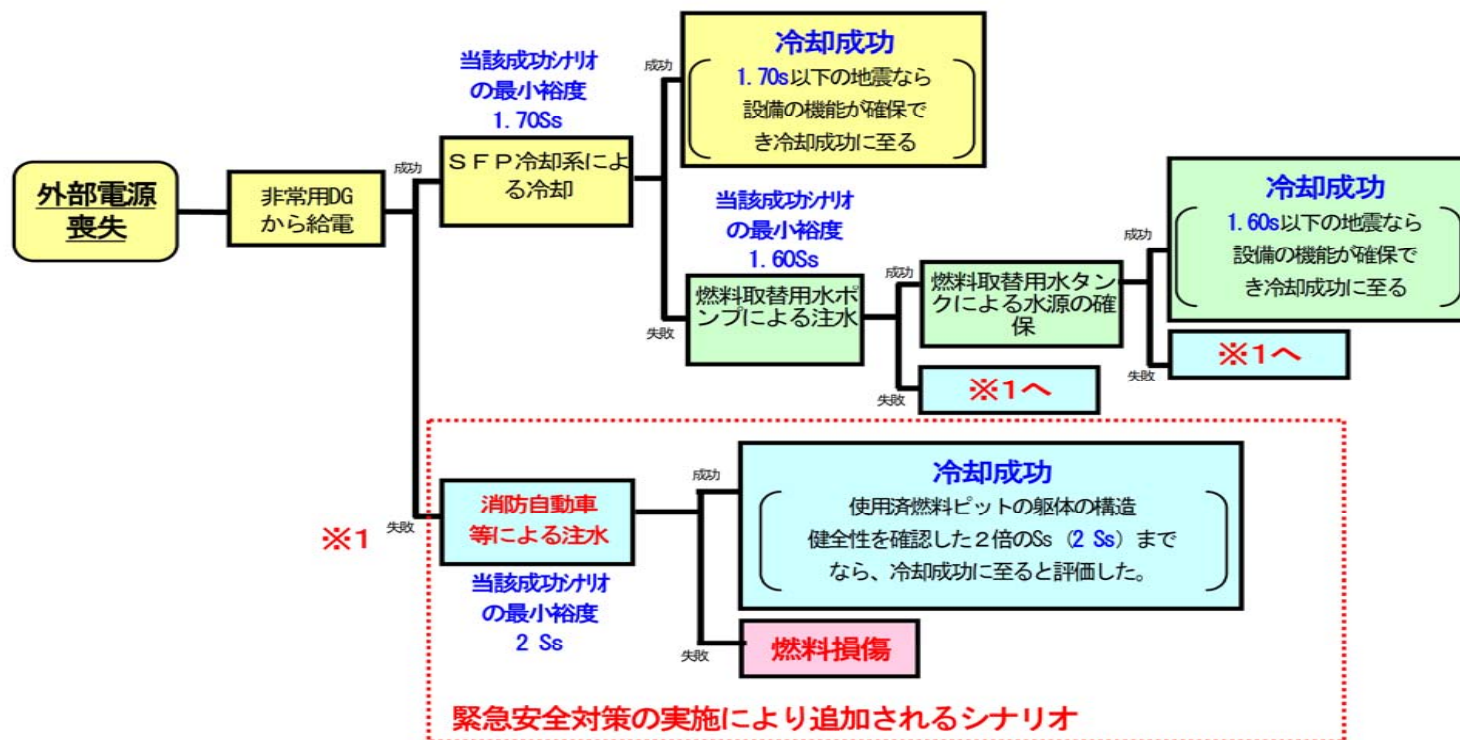 外部電源
喪失
非常用DG
から給電
成功
当該成功シナリオ
の最小裕度
1.70Ss
SFP冷却系によ
る冷却
成功
冷却成功
1.70s以下の地震なら
設備の機能が確保で
き冷却成功に至る
失敗
当該成功シナリオ
の最小裕度
1.60Ss
燃料取替用水ポ
ンプによる注水
成功
燃料取替用水タン
クによる水源の確
保
成功
冷却成功
1.60s以下の地震なら
設備の機能が確保で
き冷却成功に至る
失敗
※1へ
失敗
※1へ
※1
失敗
消防自動車
等による注水
当該成功シナリオ
の最小裕度
2 Ss
成功
冷却成功
使用済燃料ピットの躯体の構造
健全性を確認した2倍のSs（2 Ss）まで
なら、冷却成功に至ると評価した。
失敗
燃料損傷
緊急安全対策の実施により追加されるシナリオ